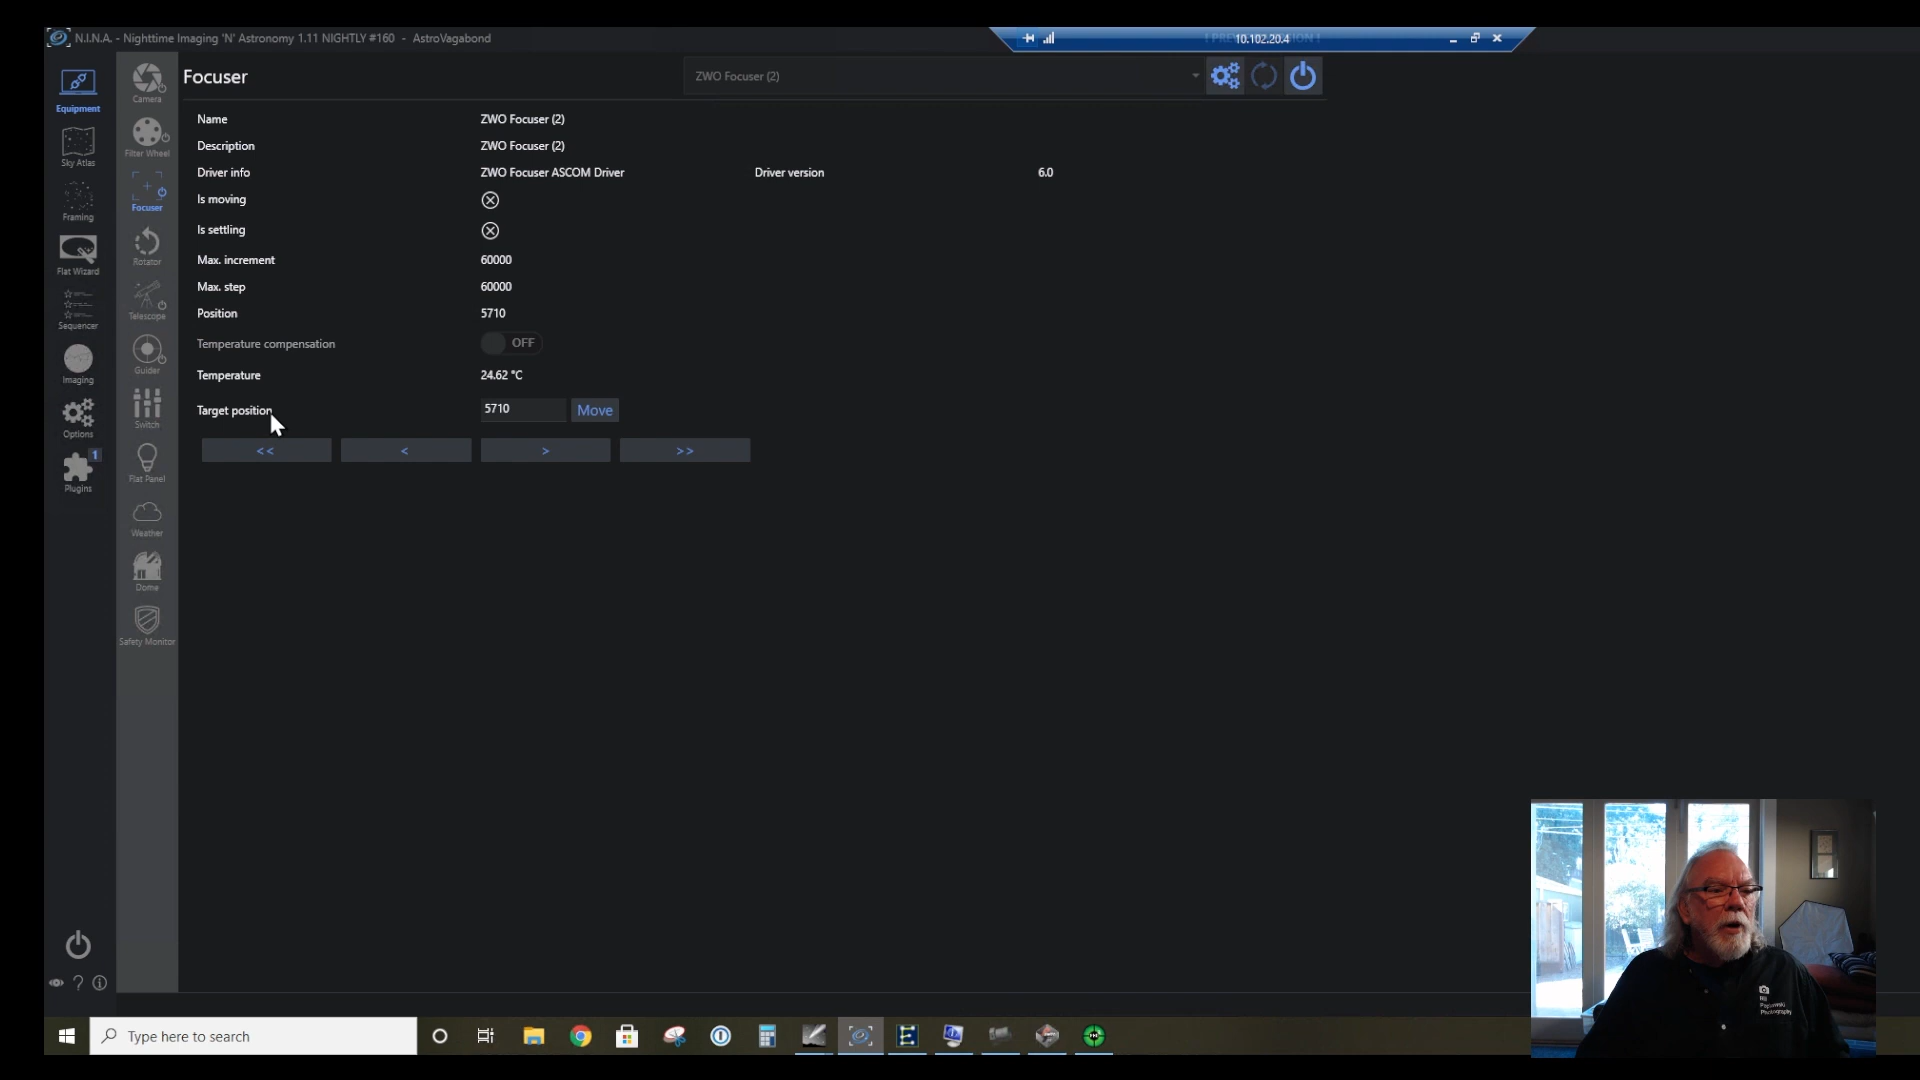 N.I.N.A. - Nighttime Imaging 'N' Astronomy 1.11 NIGHTLY #160 - AstroVagabond
10.102.20.4
Equipment
Sky Atlas
Framing
Flat Wizard
Sequencer
Imaging
Options
1
Plugins
Camera
Filter Wheel
Focuser
Rotator
Telescope
Guider
Switch
Flat Panel
Weather
Dome
Safety Monitor
Focuser
ZWO Focuser (2)
Name ZWO Focuser (2)
Description ZWO Focuser (2)
Driver info ZWO Focuser ASCOM Driver Driver version 6.0
Is moving
Is settling
Max. increment 60000
Max. step 60000
Position 5710
Temperature compensation OFF
Temperature 24.62 °C
Target position 5710 Move
<< < > >>
Type here to search
Photography